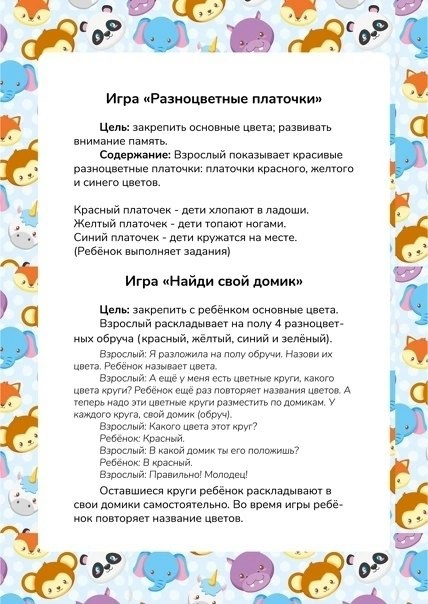 Игра «Разноцветные платочки»
Цель: закрепить основные цвета; развивать
внимание память.
Содержание: Взрослый показывает красивые
разноцветные платочки: платочки красного, желтого
и синего цветов.
Красный платочек - дети хлопают в ладоши.
Желтый платочек - дети топают ногами.
Синий платочек - дети кружатся на месте.
(Ребёнок выполняет задания)
Игра «Найди свой домик»
Цель: закрепить с ребёнком основные цвета.
Взрослый раскладывает на полу 4 разноцвет-
ных обруча (красный, жёлтый, синий и зелёный).
Взрослый: Я разложила на полу обручи. Назови их
цвета. Ребёнок называет цвета.
Взрослый: А ещё у меня есть цветные круги, какого
цвета круги? Ребёнок ещё раз повторяет названия цветов. А
теперь надо эти цветные круги разместить по домикам. У
каждого круга, свой домик (обруч).
Взрослый: Какого цвета этот круг?
Ребёнок: Красный.
Взрослый: В какой домик ты его положишь?
Ребёнок: В красный.
Взрослый: Правильно! Молодец!
Оставшиеся круги ребёнок раскладывают в
свои домики самостоятельно. Во время игры ребё-
нок повторяет название цветов.